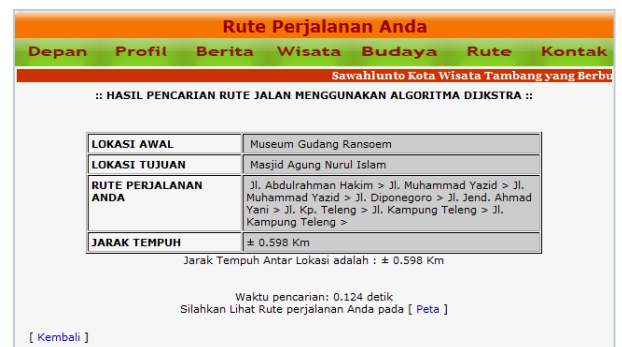 Rute Perjalanan Anda
Depan Profil Berita Wisata Budaya Rute Kontak
Sawahlunto Kota Wisata Tambang yang Berbu
:: HASIL PENCARIAN RUTE JALAN MENGGUNAKAN ALGORITMA DIJKSTRA ::
LOKASI AWAL Museum Gudang Ransoem
LOKASI TUJUAN Masjid Agung Nurul Islam
RUTE PERJALANAN ANDA
Jl. Abdulrahman Hakim > Jl. Muhammad Yazid > Jl.
Muhammad Yazid > Jl. Diponegoro > Jl. Jend. Ahmad
Yani > Jl. Kp. Teleng > Jl. Kampung Teleng > Jl.
Kampung Teleng >
JARAK TEMPUH ± 0.598 Km
Jarak Tempuh Antar Lokasi adalah : ± 0.598 Km
Waktu pencarian: 0.124 detik
Silahkan Lihat Rute perjalanan Anda pada [ Peta ]
[ Kembali ]